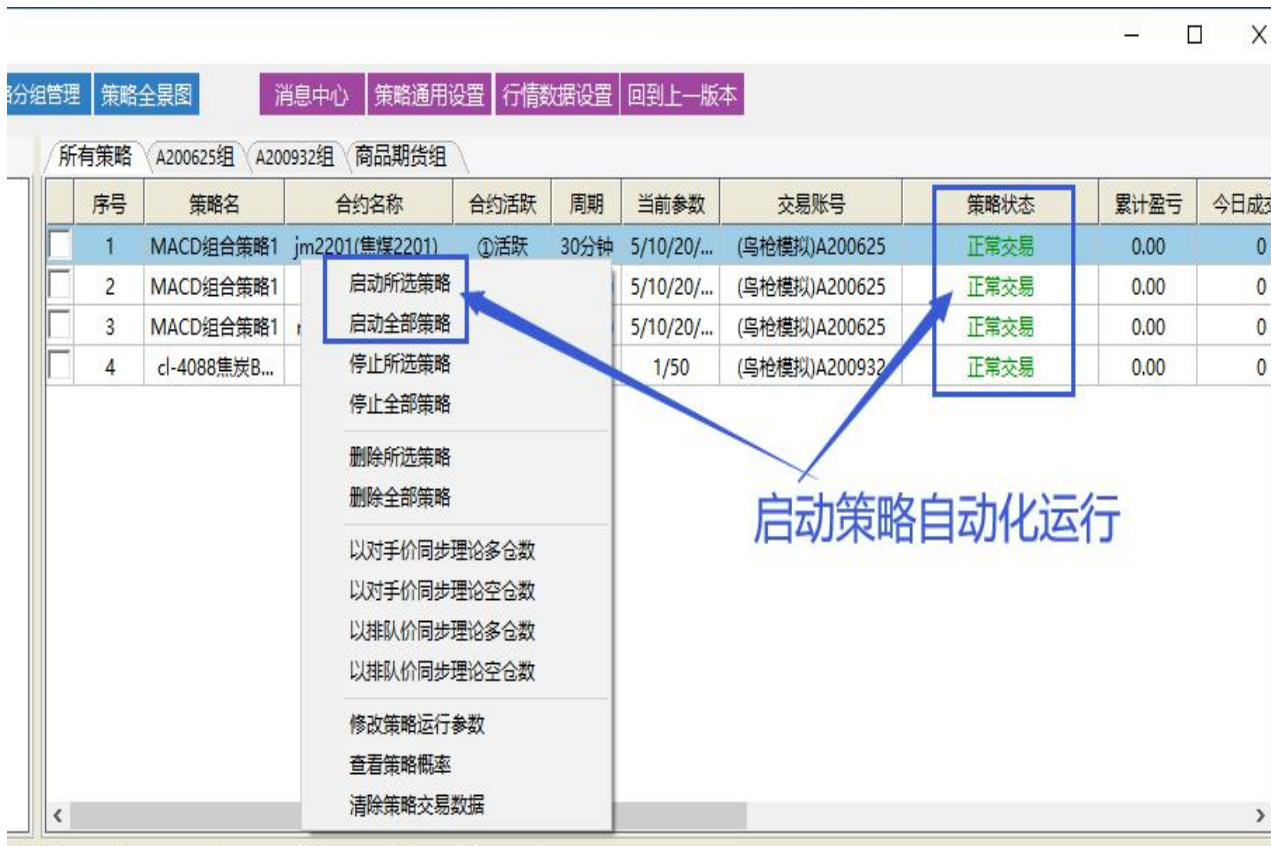 分组管理 策略全景图 消息中心 策略通用设置 行情数据设置 回到上一版本
所有策略 A200625组 A200932组 商品期货组
序号 策略名 合约名称 合约活跃 周期 当前参数 交易账号 策略状态 累计盈亏 今日成交
1 MACD组合策略1 jm2201(焦煤2201) ①活跃 30分钟 5/10/20/... (鸟枪模拟)A200625 正常交易 0.00 0
2 MACD组合策略1 5/10/20/... (鸟枪模拟)A200625 正常交易 0.00 0
3 MACD组合策略1 5/10/20/... (鸟枪模拟)A200625 正常交易 0.00 0
4 cl-4088焦炭B... 1/50 (鸟枪模拟)A200932 正常交易 0.00 0
启动所选策略
启动全部策略
停止所选策略
停止全部策略
删除所选策略
删除全部策略
以对手价同步理论多仓数
以对手价同步理论空仓数
以排队价同步理论多仓数
以排队价同步理论空仓数
修改策略运行参数
查看策略概率
清除策略交易数据
启动策略自动化运行